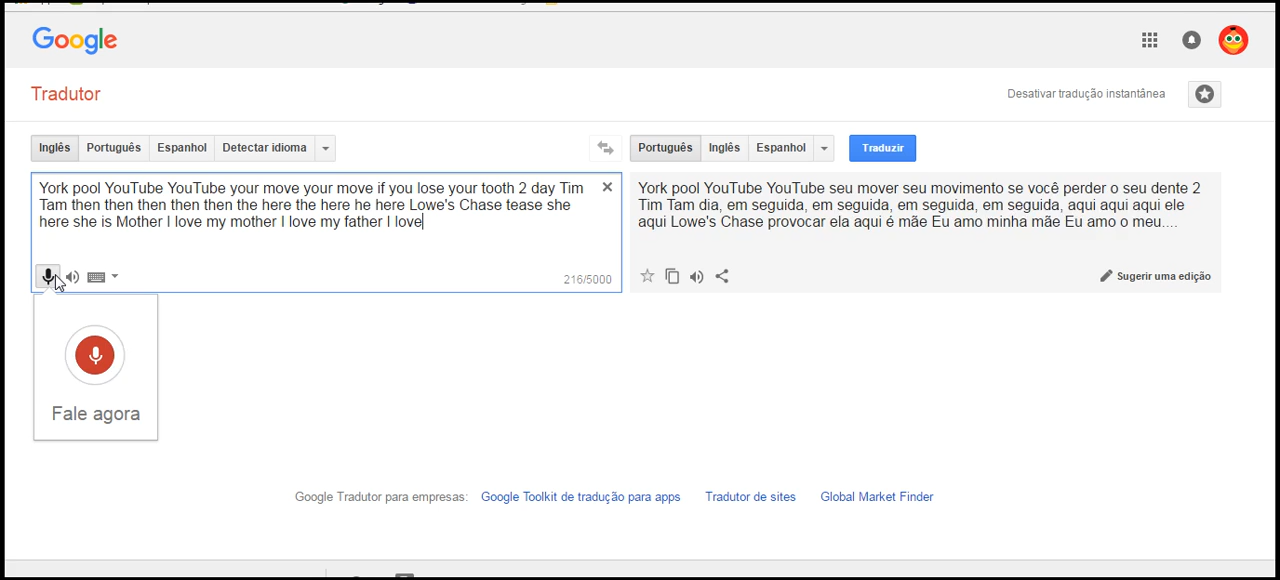 Google
Tradutor
Desativar tradução instantânea
Inglês Português Espanhol Detectar idioma
Português Inglês Espanhol Traduzir
York pool YouTube YouTube your move your move if you lose your tooth 2 day Tim
Tam then then then then then the here the here he here Lowe's Chase tease she
here she is Mother I love my mother I love my father I love
216/5000
York pool YouTube YouTube seu mover seu movimento se você perder o seu dente 2
Tim Tam dia, em seguida, em seguida, em seguida, em seguida, aqui aqui aqui ele
aqui Lowe's Chase provocar ela aqui é mãe Eu amo minha mãe Eu amo o meu....
Sugerir uma edição
Fale agora
Google Tradutor para empresas: Google Toolkit de tradução para apps Tradutor de sites Global Market Finder